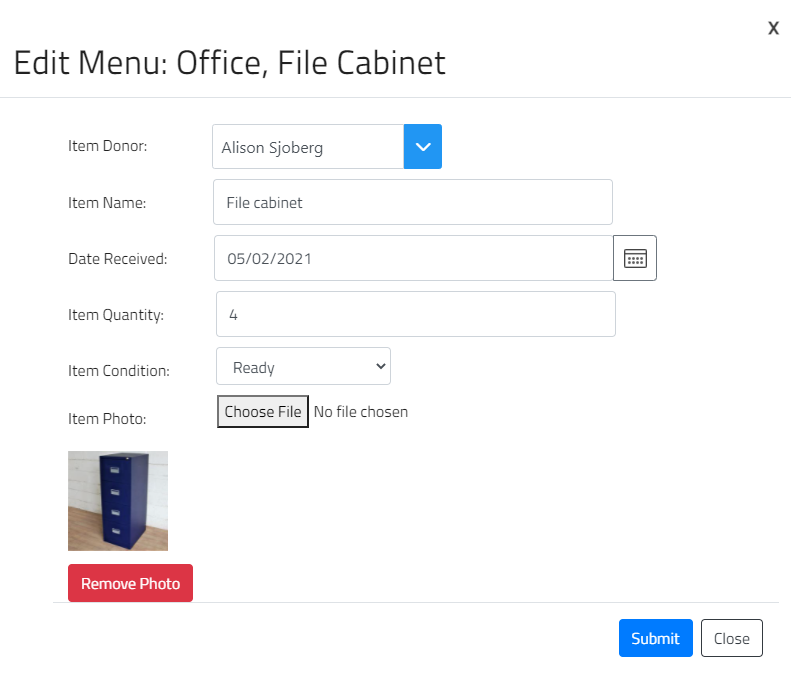 X
Edit Menu: Office, File Cabinet
Item Donor: Alison Sjoberg
Item Name: File cabinet
Date Received: 05/02/2021
Item Quantity: 4
Item Condition: Ready
Item Photo: Choose File No file chosen
Remove Photo
Submit Close